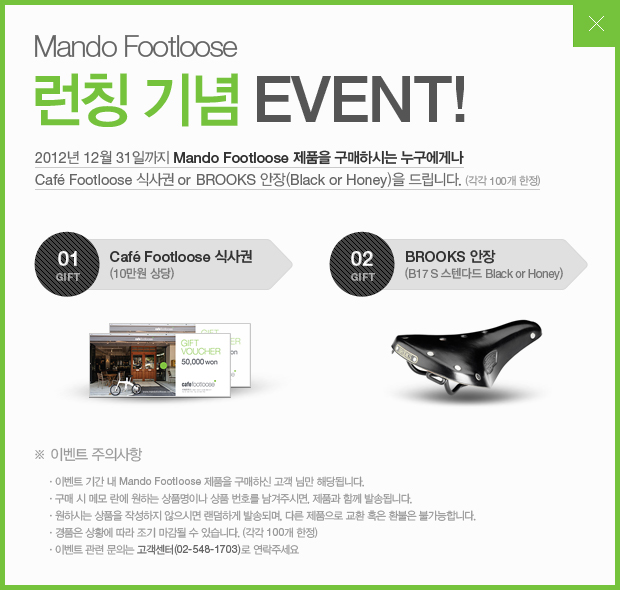 Mando Footloose
런칭 기념 EVENT!
2012년 12월 31일까지 Mando Footloose 제품을 구매하시는 누구에게나
Café Footloose 식사권 or BROOKS 안장(Black or Honey)을 드립니다. (각각 100개 한정)
01
GIFT
Café Footloose 식사권
(10만원 상당)
02
GIFT
BROOKS 안장
(B17 S 스텐다드 Black or Honey)
GIFT
VOUCHER
50,000 won
cafe footloose
※ 이벤트 주의사항
· 이벤트 기간 내 Mando Footloose 제품을 구매하신 고객 님만 해당됩니다.
· 구매 시 메모 란에 원하는 상품명이나 상품 번호를 남겨주시면, 제품과 함께 발송됩니다.
· 원하시는 상품을 작성하지 않으시면 랜덤하게 발송되며, 다른 제품으로 교환 혹은 환불은 불가능합니다.
· 경품은 상황에 따라 조기 마감될 수 있습니다. (각각 100개 한정)
· 이벤트 관련 문의는 고객센터(02-548-1703)로 연락주세요